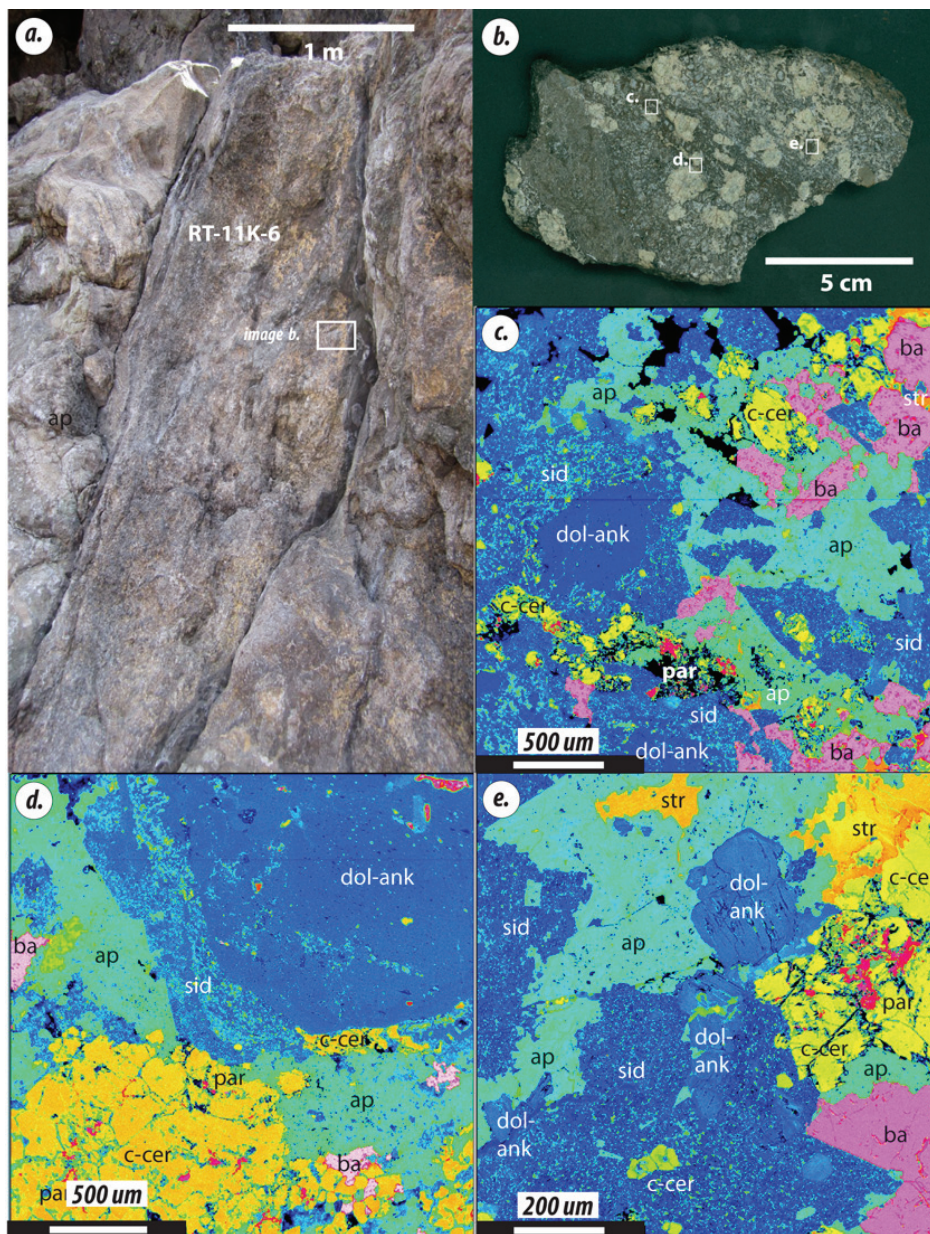 a.
1 m
RT-11K-6
image b.
ap
b.
c.
d.
e.
5 cm
c.
ba
ap
c-cer
str
ba
sid
ba
dol-ank
ap
c-cer
sid
par
ap
sid
500 um
dol-ank
ba
d.
dol-ank
ba
ap
sid
c-cer
par
ap
c-cer
ba
par
500 um
e.
str
str
dol-ank
c-cer
sid
ap
par
dol-ank
c-cer
ap
sid
ap
dol-ank
ba
c-cer
200 um